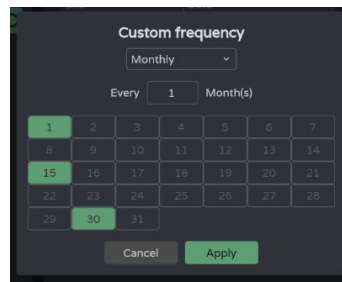 Custom frequency
Monthly
Every 1 Month(s)
1 2 3 4 5 6 7
8 9 10 11 12 13 14
15 16 17 18 19 20 21
22 23 24 25 26 27 28
29 30 31
Cancel Apply